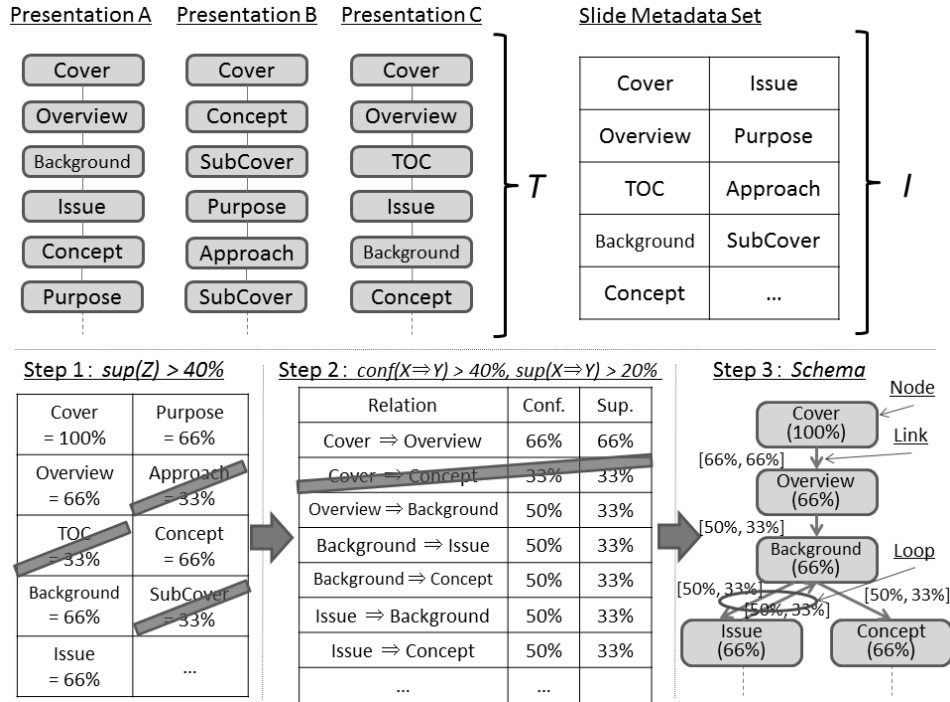 Presentation A
Presentation B
Presentation C
Slide Metadata Set
Cover
Overview
Background
Issue
Concept
Purpose
Cover
Concept
SubCover
Purpose
Approach
SubCover
Cover
Overview
TOC
Issue
Background
Concept
T
Cover Issue
Overview Purpose
TOC Approach
Background SubCover
Concept ...
I
Step 1 : sup(Z) > 40%
Cover
= 100%
Purpose
= 66%
Overview
= 66%
Approach
= 33%
TOC
= 33%
Concept
= 66%
Background
= 66%
SubCover
= 33%
Issue
= 66%
...
Step 2 : conf(X⇒Y) > 40%, sup(X⇒Y) > 20%
Relation Conf. Sup.
Cover ⇒ Overview 66% 66%
Cover ⇒ Concept 33% 33%
Overview ⇒ Background 50% 33%
Background ⇒ Issue 50% 33%
Background ⇒ Concept 50% 33%
Issue ⇒ Background 50% 33%
Issue ⇒ Concept 50% 33%
... ...
Step 3 : Schema
Node
Cover
(100%)
Link
[66%, 66%]
Overview
(66%)
[50%, 33%]
Background
(66%)
Loop
[50%, 33%]
[50%, 33%]
[50%, 33%]
Issue
(66%)
Concept
(66%)